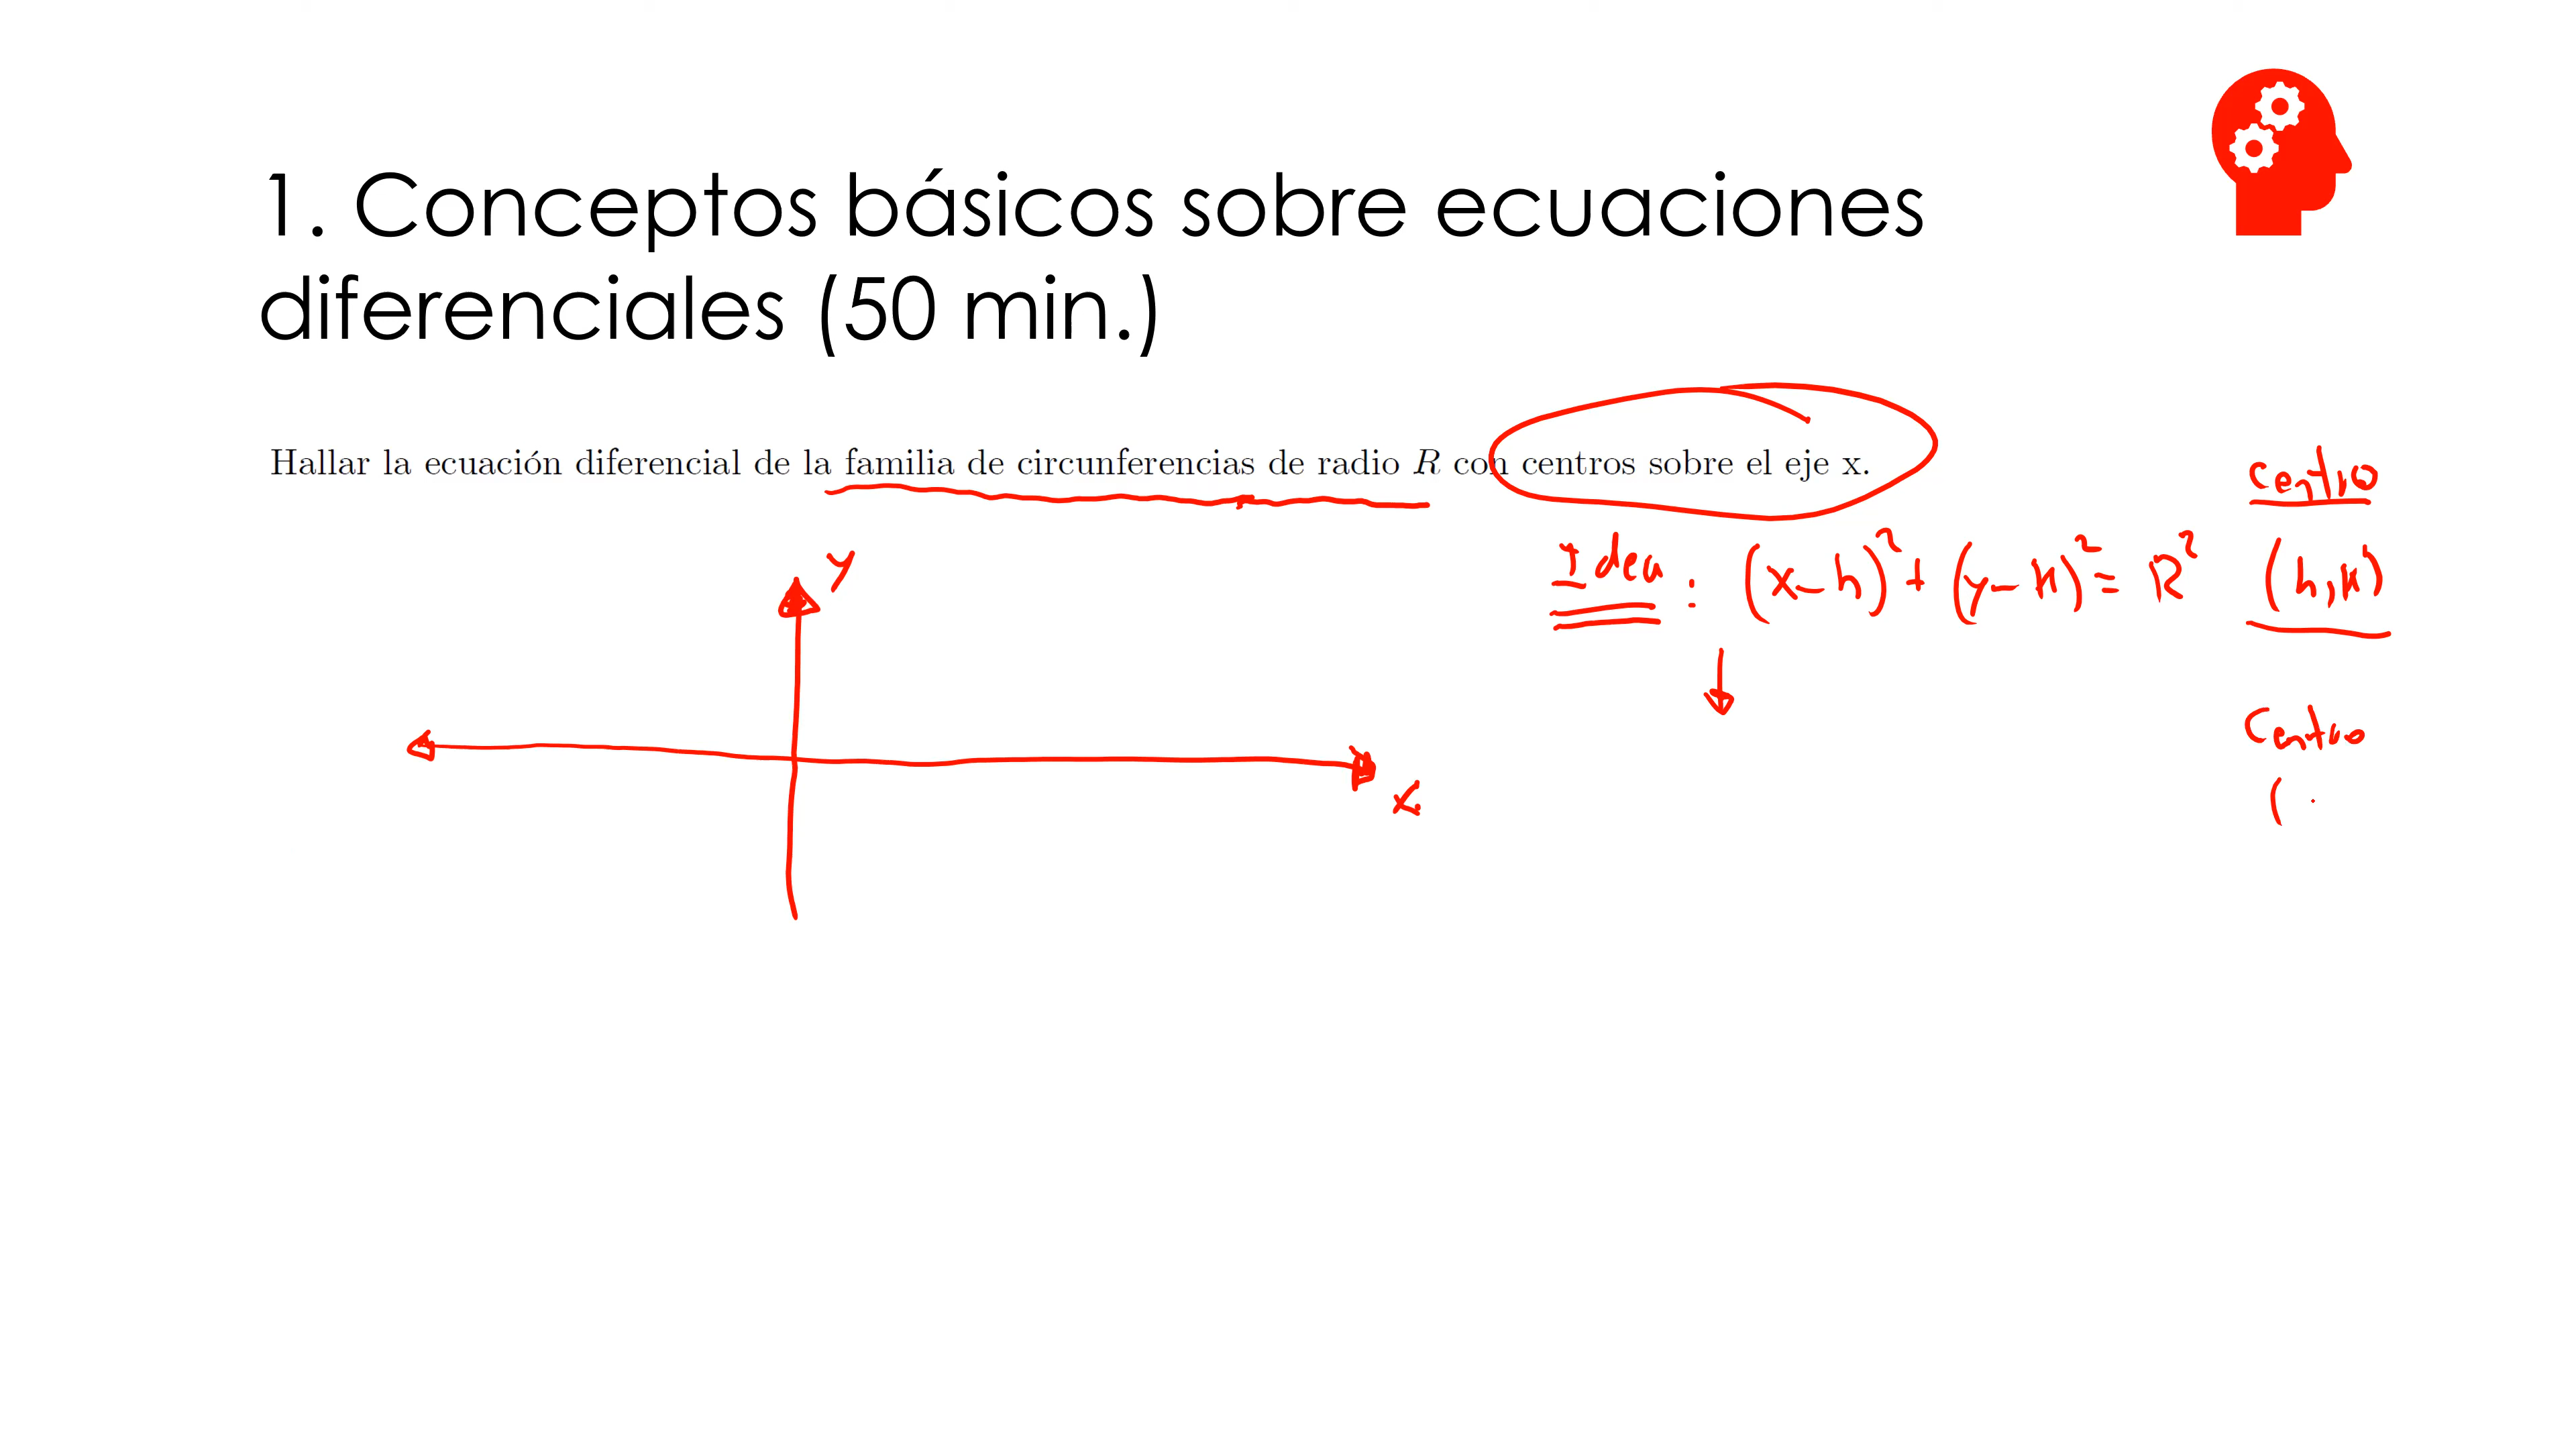 1. Conceptos básicos sobre ecuaciones
diferenciales (50 min.)
Hallar la ecuación diferencial de la familia de circunferencias de radio R con centros sobre el eje x.
centro
Idea: (x-h)²+(y-k)²=R² (h,k)
y
Centro
(
x